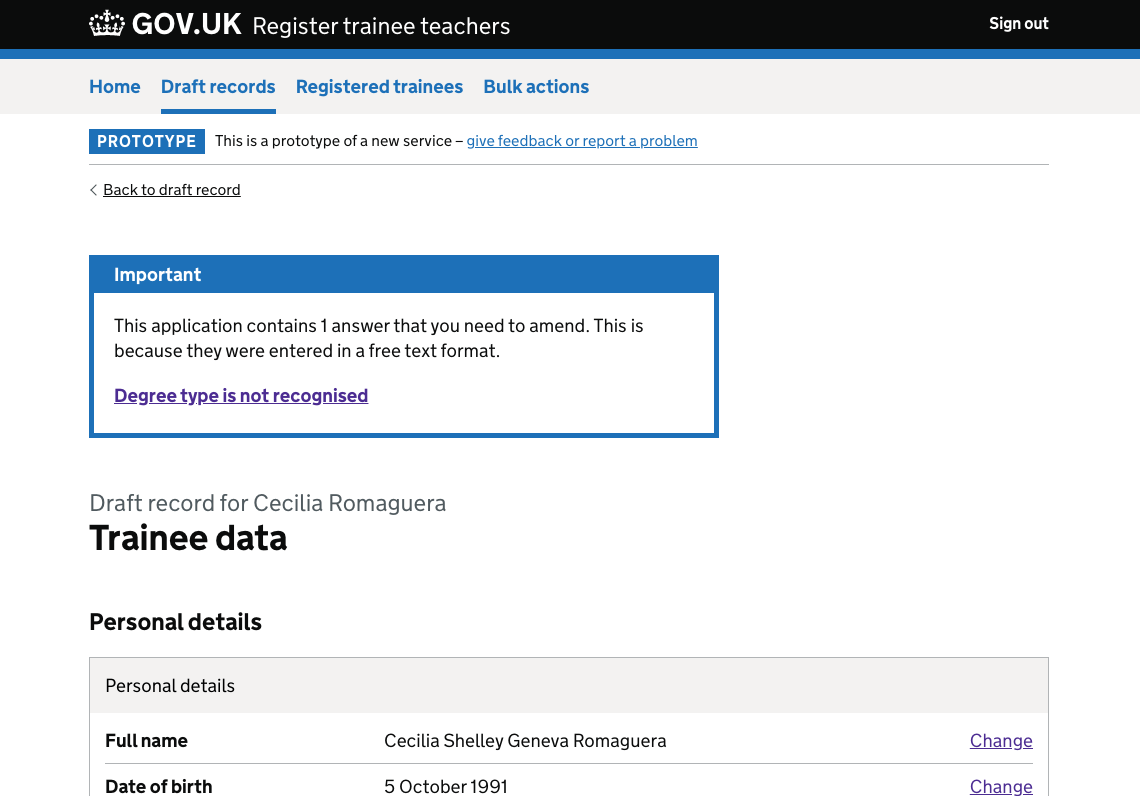 GOV.UK Register trainee teachers Sign out
Home Draft records Registered trainees Bulk actions
PROTOTYPE This is a prototype of a new service – give feedback or report a problem
Back to draft record
Important
This application contains 1 answer that you need to amend. This is
because they were entered in a free text format.
Degree type is not recognised
Draft record for Cecilia Romaguera
Trainee data
Personal details
Personal details
Full name Cecilia Shelley Geneva Romaguera Change
Date of birth 5 October 1991 Change